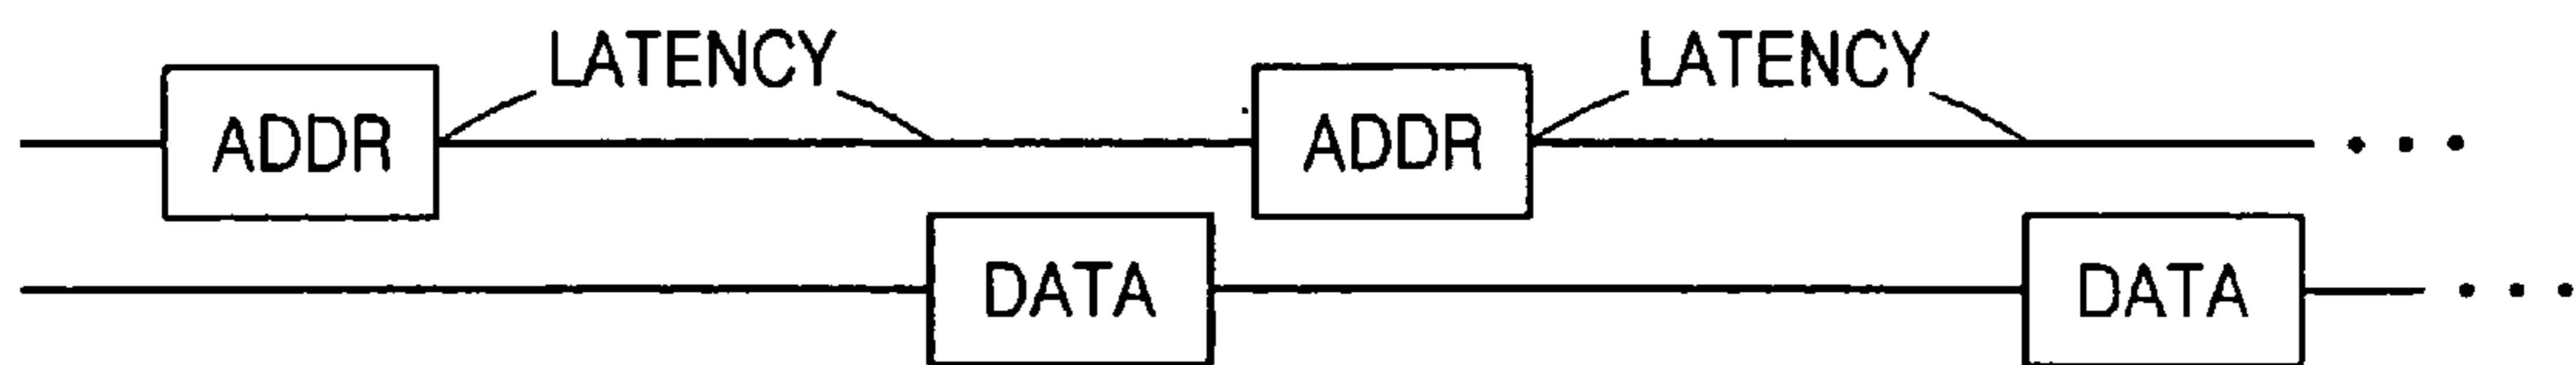 LATENCY LATENCY
ADDR ADDR • • •
DATA DATA • • •